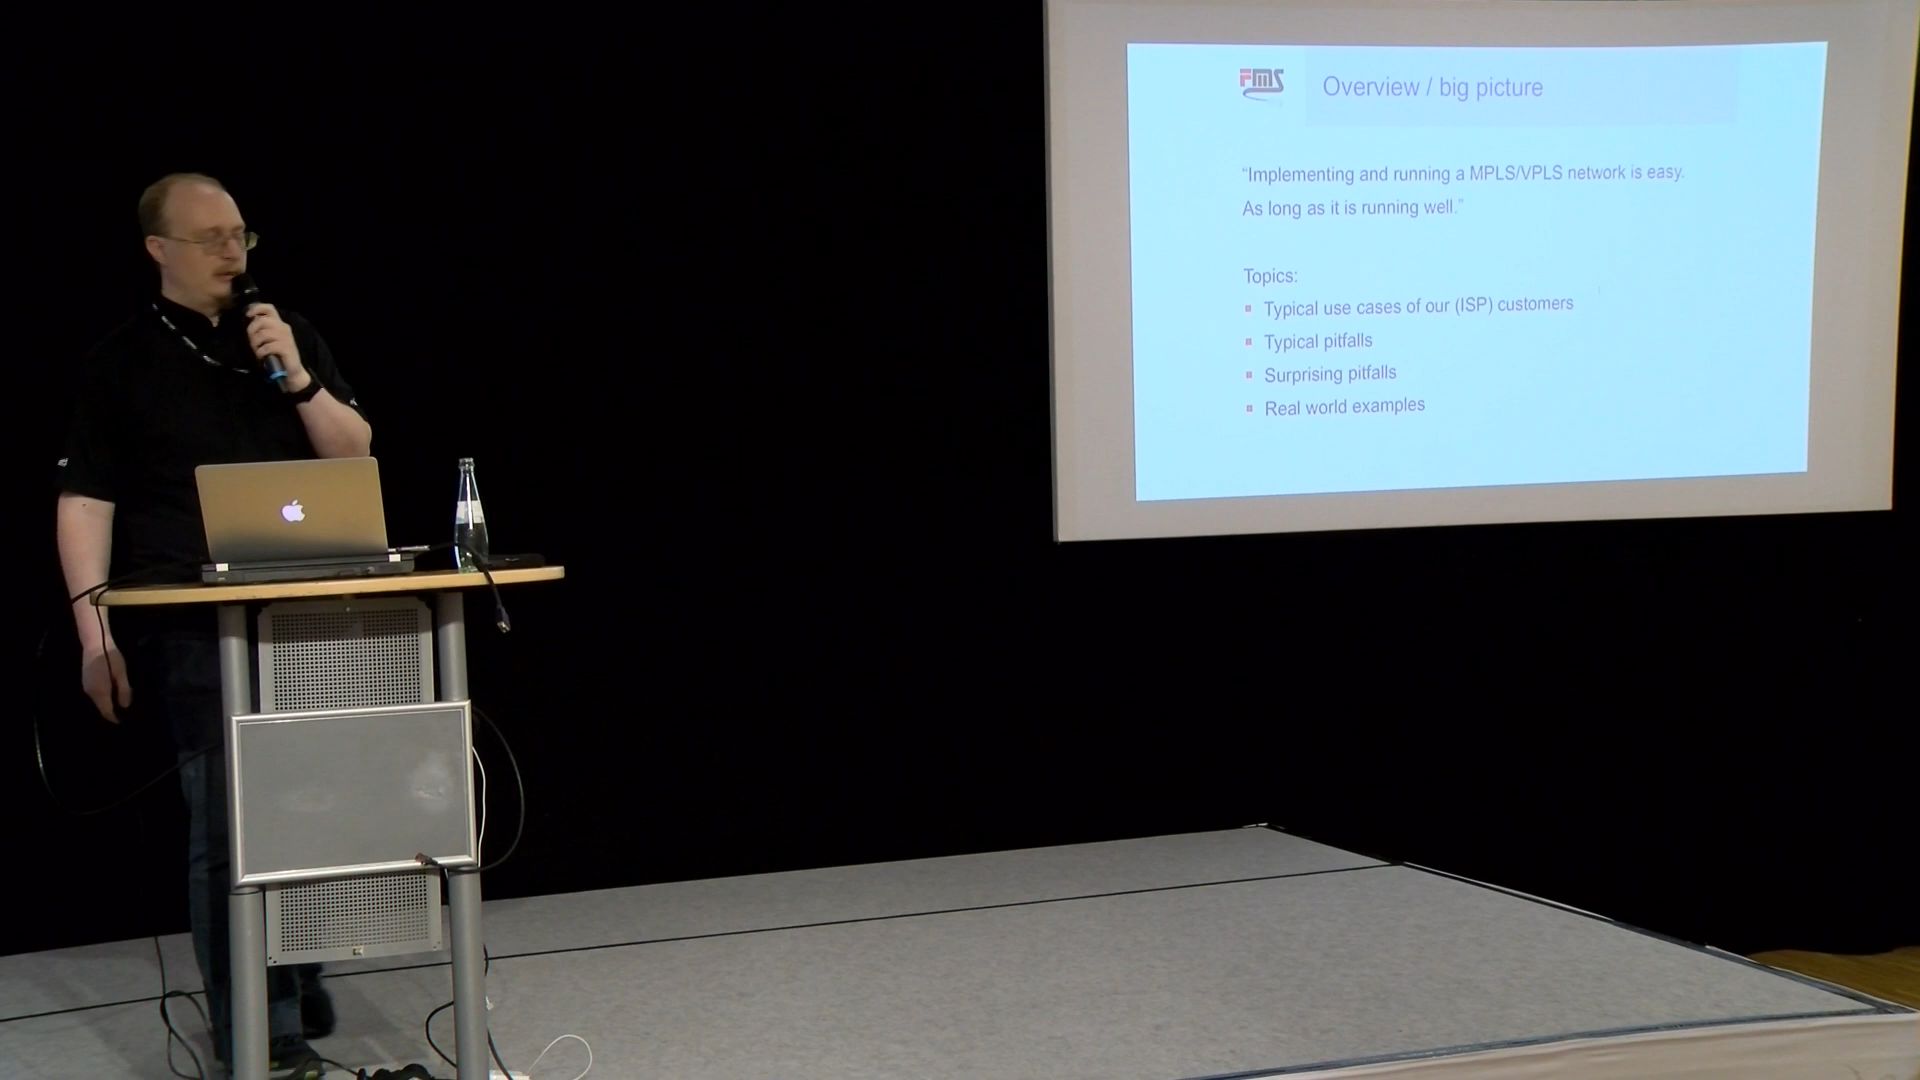 FMS
Overview / big picture
“Implementing and running a MPLS/VPLS network is easy.
As long as it is running well.”
Topics:
Typical use cases of our (ISP) customers
Typical pitfalls
Surprising pitfalls
Real world examples